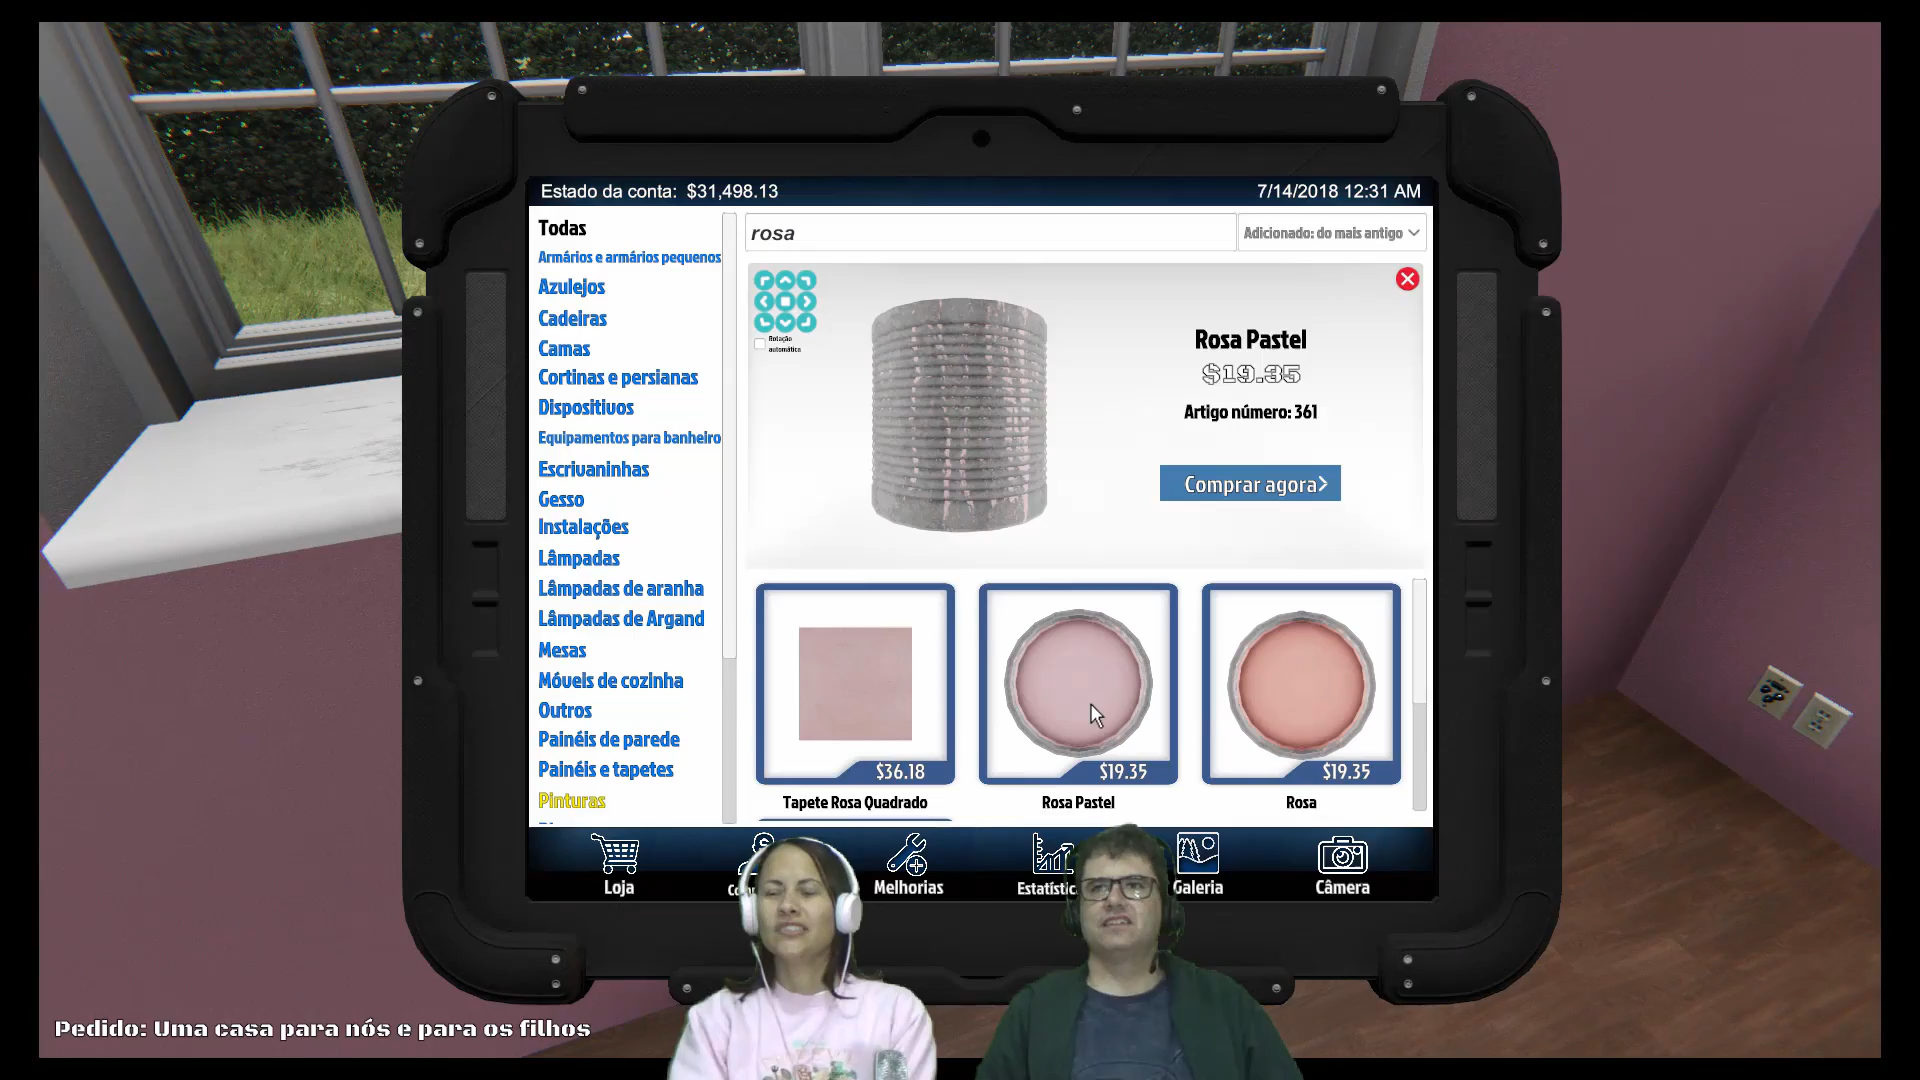 Estado da conta: $31,498.13
7/14/2018 12:31 AM
Todas
Armários e armários pequenos
Azulejos
Cadeiras
Camas
Cortinas e persianas
Dispositivos
Equipamentos para banheiro
Escrivaninhas
Gesso
Instalações
Lâmpadas
Lâmpadas de aranha
Lâmpadas de Argand
Mesas
Móveis de cozinha
Outros
Painéis de parede
Painéis e tapetes
Pinturas
rosa
Adicionado: do mais antigo
Rotação
automática
Rosa Pastel
$19.35
Artigo número: 361
Comprar agora
$36.18
$19.35
$19.35
Tapete Rosa Quadrado
Rosa Pastel
Rosa
Loja
Melhorias
Galeria
Câmera
Pedido: Uma casa para nós e para os filhos